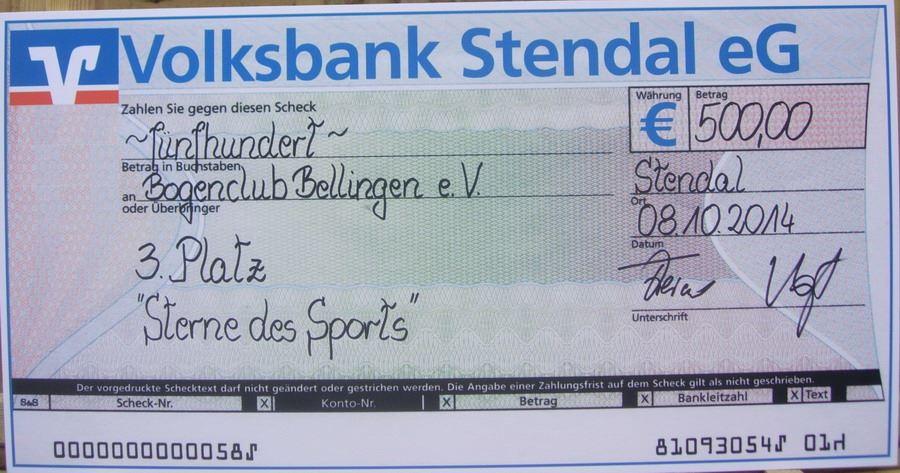 Volksbank Stendal eG
Zahlen Sie gegen diesen Scheck
Währung Betrag
~fünfhundert~
€ 500,00
Betrag in Buchstaben
an Bogenclub Bellingen e.V.
oder Überbringer
Stendal
Ort
08.10.2014
Datum
3. Platz
"Sterne des Sports"
Unterschrift
Der vorgedruckte Schecktext darf nicht geändert oder gestrichen werden. Die Angabe einer Zahlungsfrist auf dem Scheck gilt als nicht geschrieben.
S&S Scheck-Nr. X Konto-Nr. X Betrag X Bankleitzahl X Text
0000000000058⑀ 81093054⑀ 01⑁